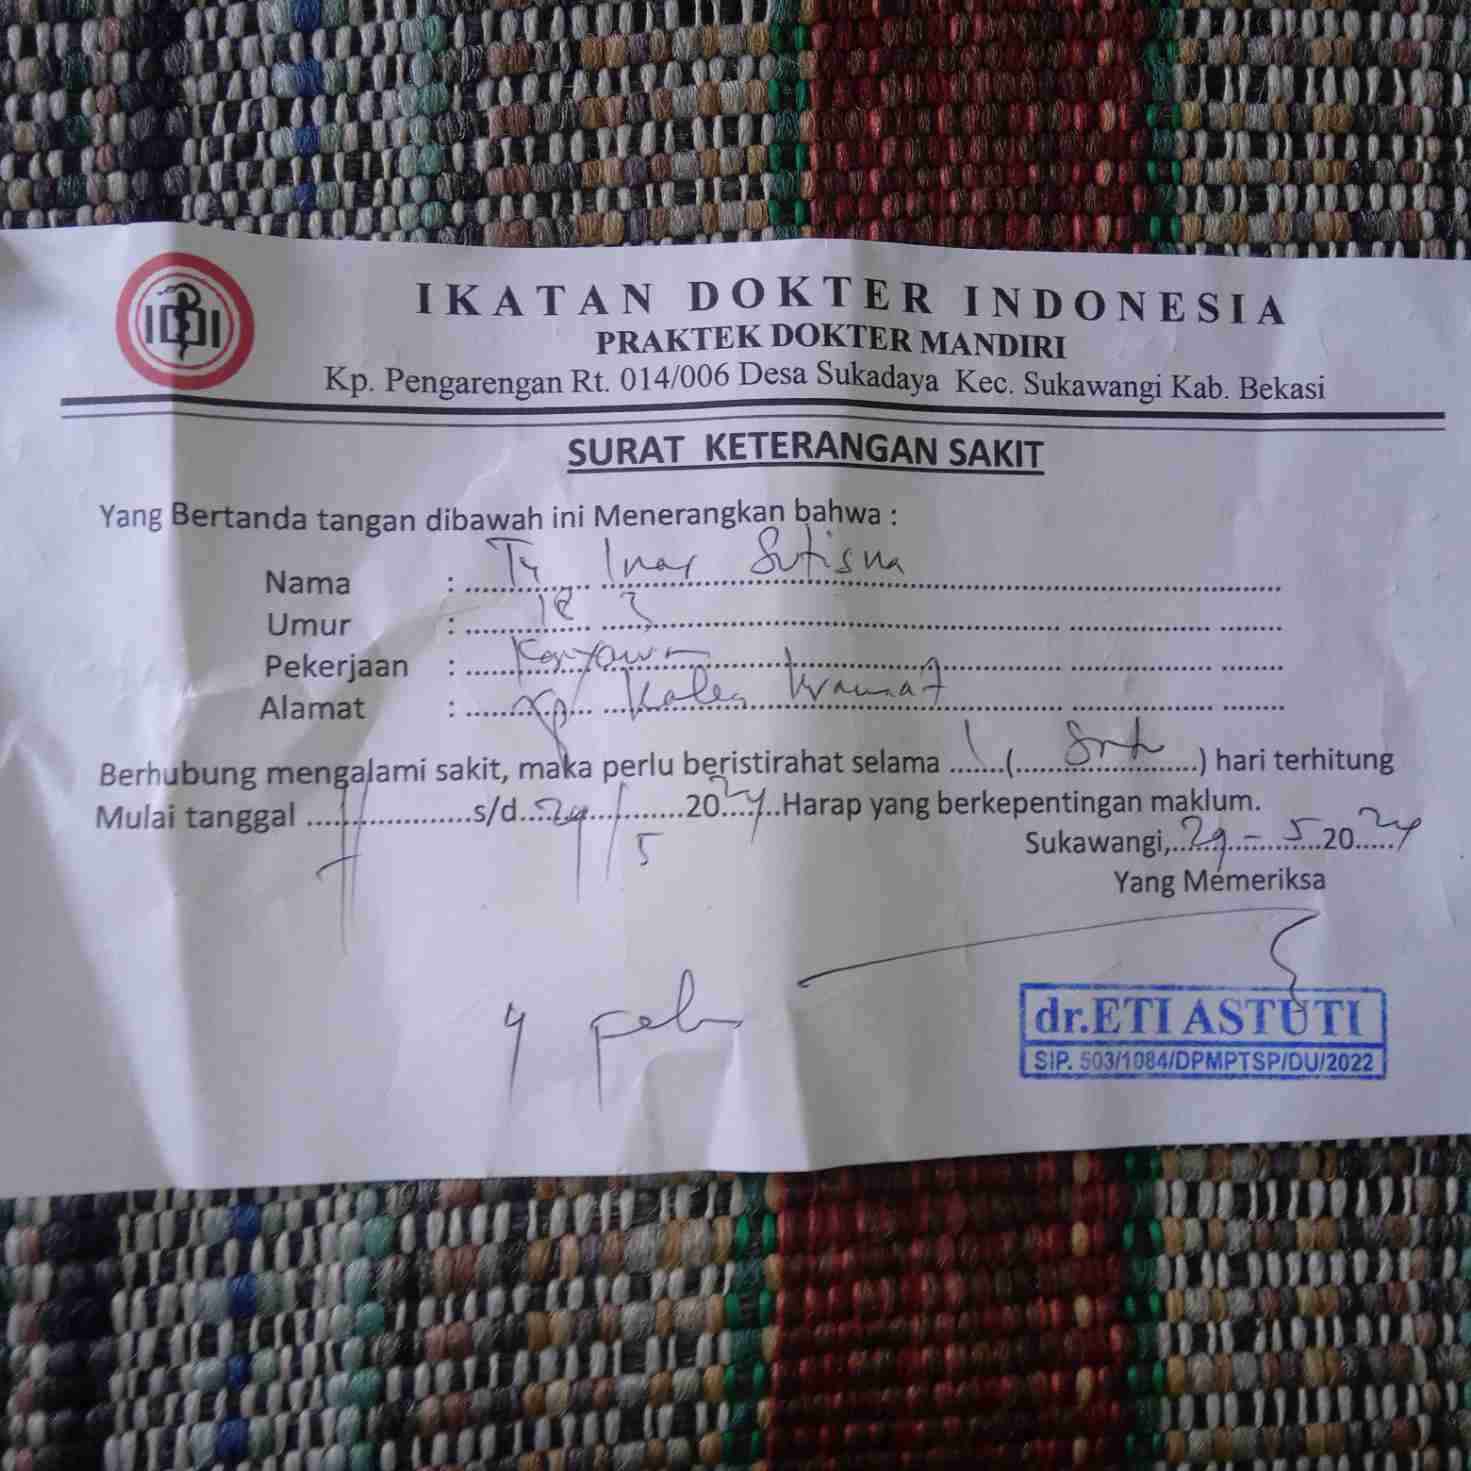 IDI
IKATAN DOKTER INDONESIA
PRAKTEK DOKTER MANDIRI
Kp. Pengarengan Rt. 014/006 Desa Sukadaya Kec. Sukawangi Kab. Bekasi
SURAT KETERANGAN SAKIT
Yang Bertanda tangan dibawah ini Menerangkan bahwa :
Nama : Sutisna
Umur :
Pekerjaan : Karyawan
Alamat : Kp Kramat
Berhubung mengalami sakit, maka perlu beristirahat selama 1 (..........) hari terhitung
Mulai tanggal .......... s/d 29/5 2024 Harap yang berkepentingan maklum.
Sukawangi, 29 - 5 2024
Yang Memeriksa
dr.ETI ASTUTI
SIP. 503/1084/DPMPTSP/DU/2022